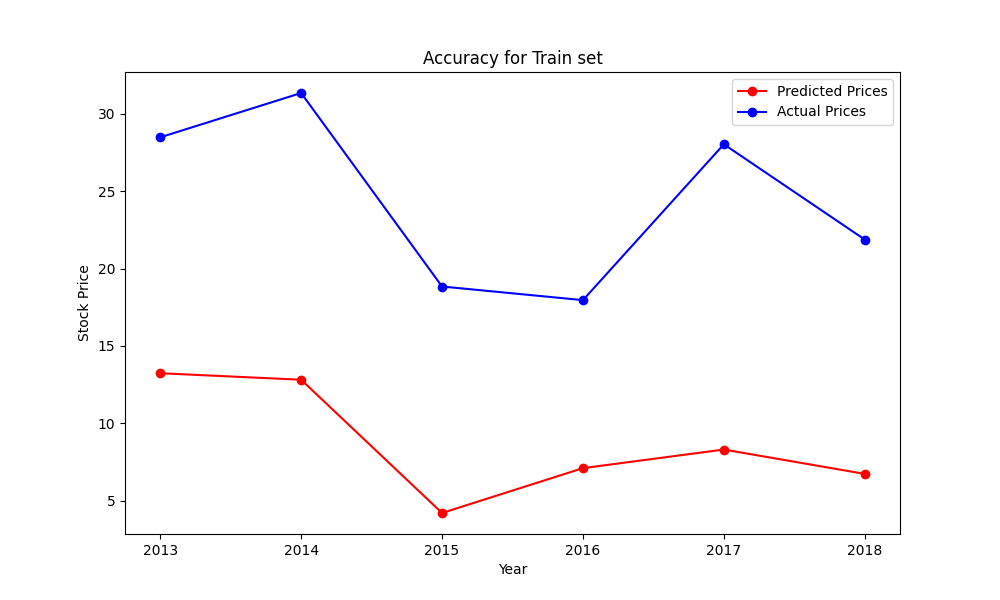 Accuracy for Train set
Predicted Prices
Actual Prices
Stock Price
30
25
20
15
10
5
2013 2014 2015 2016 2017 2018
Year